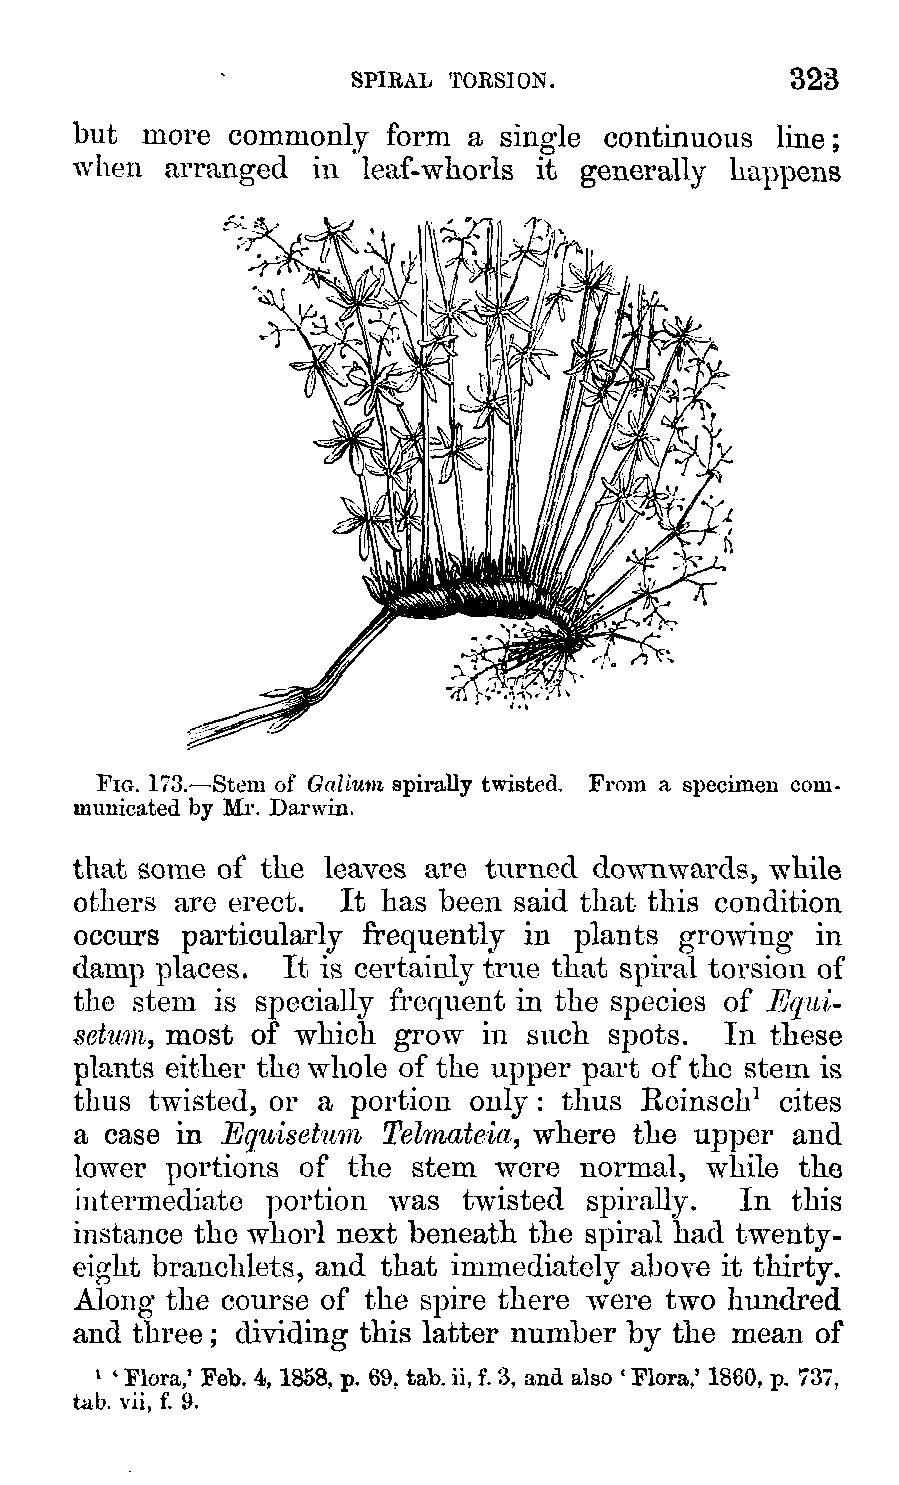 SPIRAL TORSION. 323
but more commonly form a single continuous line;
when arranged in leaf-whorls it generally happens
FIG. 173.—Stem of Galium spirally twisted. From a specimen com-
municated by Mr. Darwin.
that some of the leaves are turned downwards, while
others are erect. It has been said that this condition
occurs particularly frequently in plants growing in
damp places. It is certainly true that spiral torsion of
the stem is specially frequent in the species of Equi-
setum, most of which grow in such spots. In these
plants either the whole of the upper part of the stem is
thus twisted, or a portion only: thus Reinsch¹ cites
a case in Equisetum Telmateia, where the upper and
lower portions of the stem were normal, while the
intermediate portion was twisted spirally. In this
instance the whorl next beneath the spiral had twenty-
eight branchlets, and that immediately above it thirty.
Along the course of the spire there were two hundred
and three; dividing this latter number by the mean of
¹ ‘Flora,’ Feb. 4, 1858, p. 69, tab. ii, f. 3, and also ‘Flora,’ 1860, p. 737,
tab. vii, f. 9.